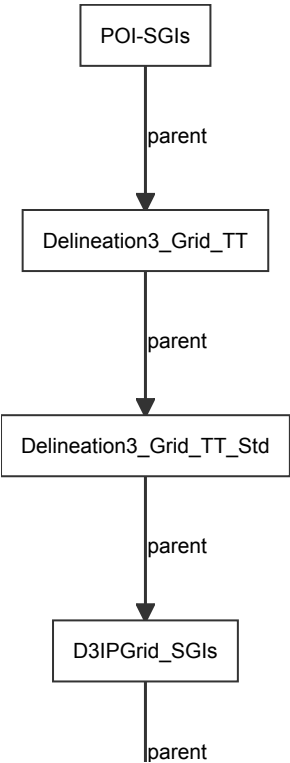 POI-SGIs
parent
Delineation3_Grid_TT
parent
Delineation3_Grid_TT_Std
parent
D3IPGrid_SGIs
parent